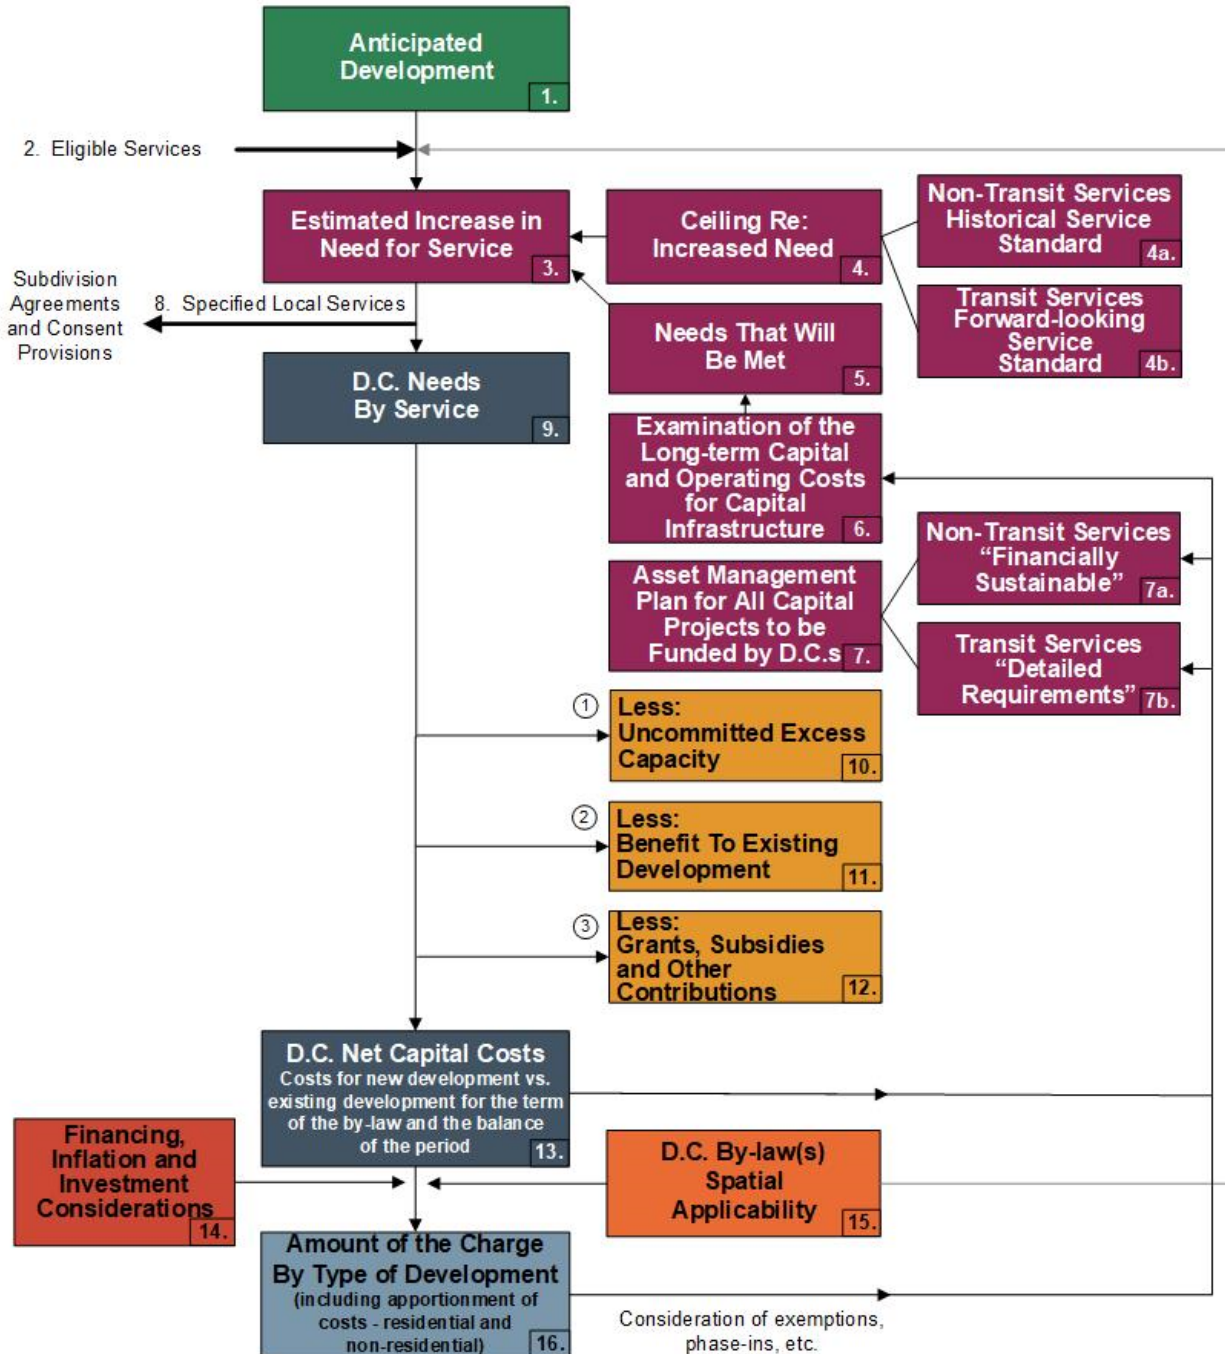 Anticipated
Development
1.
2. Eligible Services
Estimated Increase in
Need for Service
3.
Ceiling Re:
Increased Need
4.
Non-Transit Services
Historical Service
Standard
4a.
Transit Services
Forward-looking
Service
Standard
4b.
Subdivision
Agreements
and Consent
Provisions
8. Specified Local Services
Needs That Will
Be Met
5.
D.C. Needs
By Service
9.
Examination of the
Long-term Capital
and Operating Costs
for Capital
Infrastructure
6.
Asset Management
Plan for All Capital
Projects to be
Funded by D.C.s
7.
Non-Transit Services
“Financially
Sustainable”
7a.
Transit Services
“Detailed
Requirements”
7b.
1
Less:
Uncommitted Excess
Capacity
10.
2
Less:
Benefit To Existing
Development
11.
3
Less:
Grants, Subsidies
and Other
Contributions
12.
D.C. Net Capital Costs
Costs for new development vs.
existing development for the term
of the by-law and the balance
of the period
13.
Financing,
Inflation and
Investment
Considerations
14.
D.C. By-law(s)
Spatial
Applicability
15.
Amount of the Charge
By Type of Development
(including apportionment of
costs - residential and
non-residential)
16.
Consideration of exemptions,
phase-ins, etc.